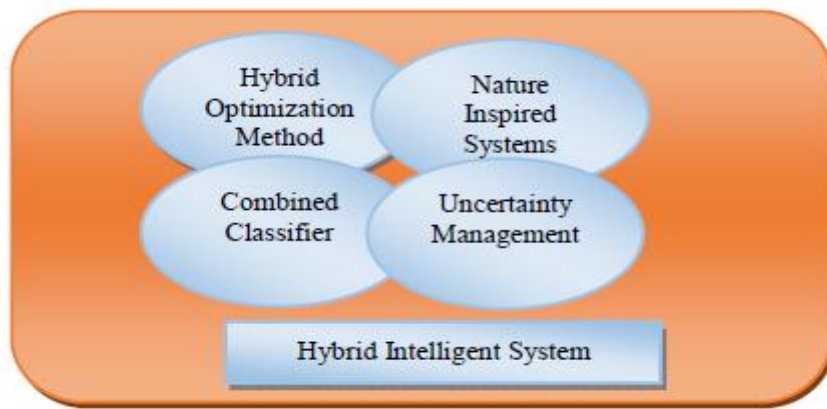 Hybrid
Optimization
Method
Nature
Inspired
Systems
Combined
Classifier
Uncertainty
Management
Hybrid Intelligent System